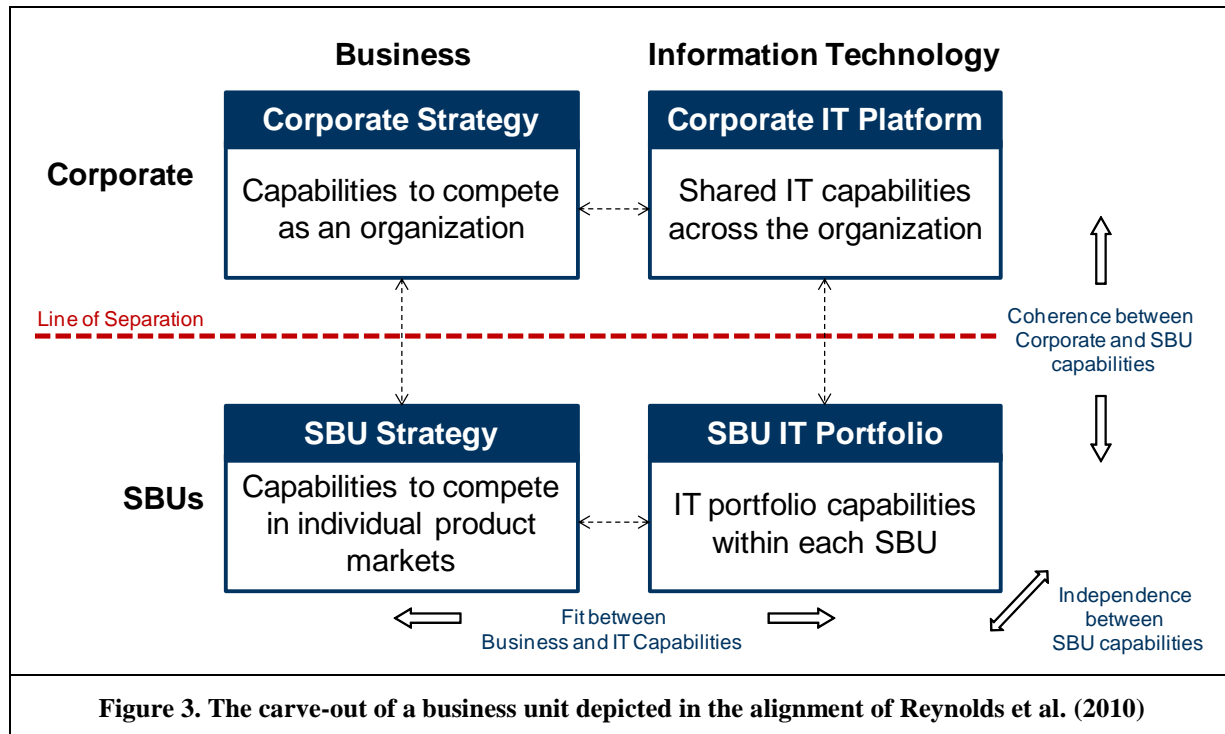 Business
Information Technology
Corporate
Corporate Strategy
Capabilities to compete
as an organization
Corporate IT Platform
Shared IT capabilities
across the organization
Line of Separation
Coherence between
Corporate and SBU
capabilities
SBUs
SBU Strategy
Capabilities to compete
in individual product
markets
SBU IT Portfolio
IT portfolio capabilities
within each SBU
Fit between
Business and IT Capabilities
Independence
between
SBU capabilities
Figure 3. The carve-out of a business unit depicted in the alignment of Reynolds et al. (2010)